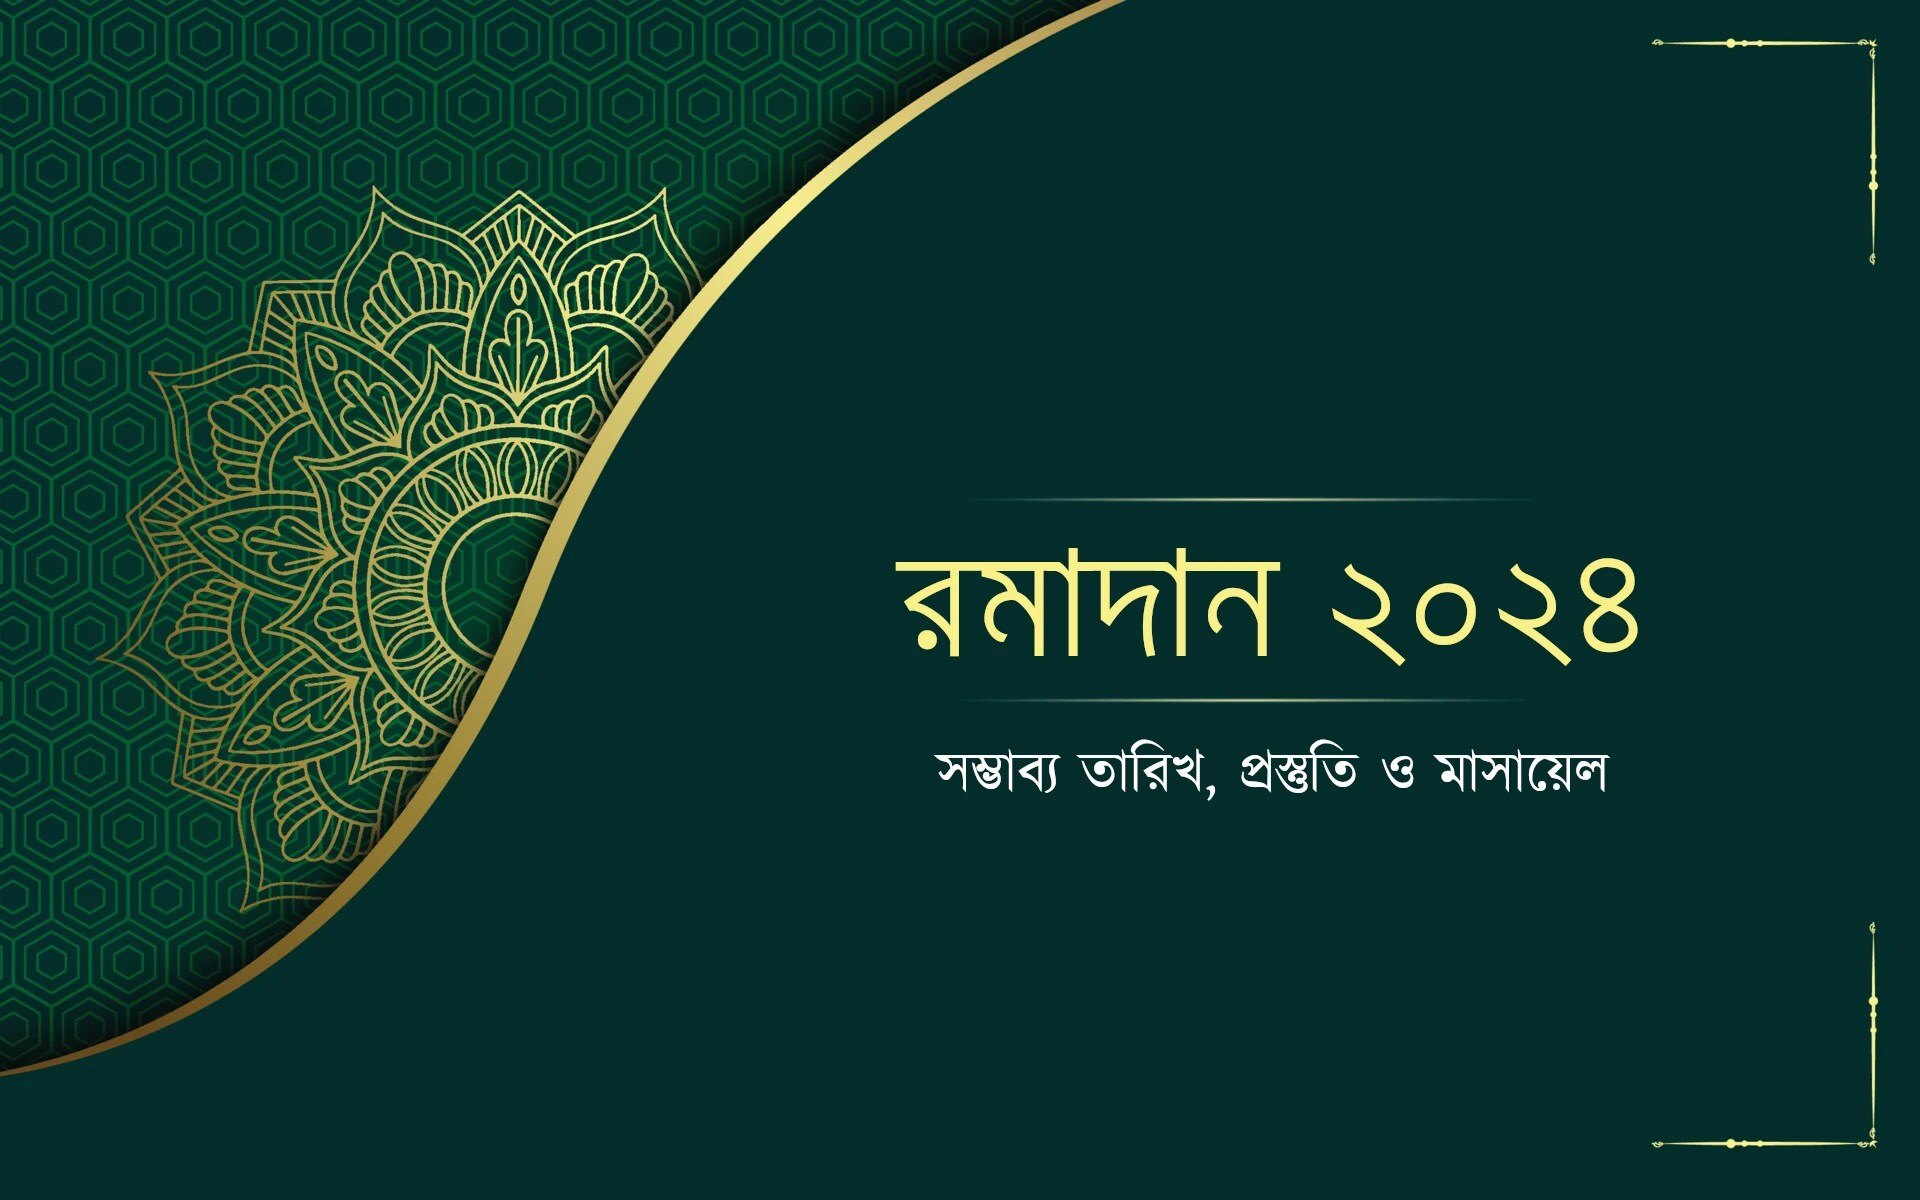 রমাদান ২০২৪
সম্ভাব্য তারিখ, প্রস্তুতি ও মাসায়েল